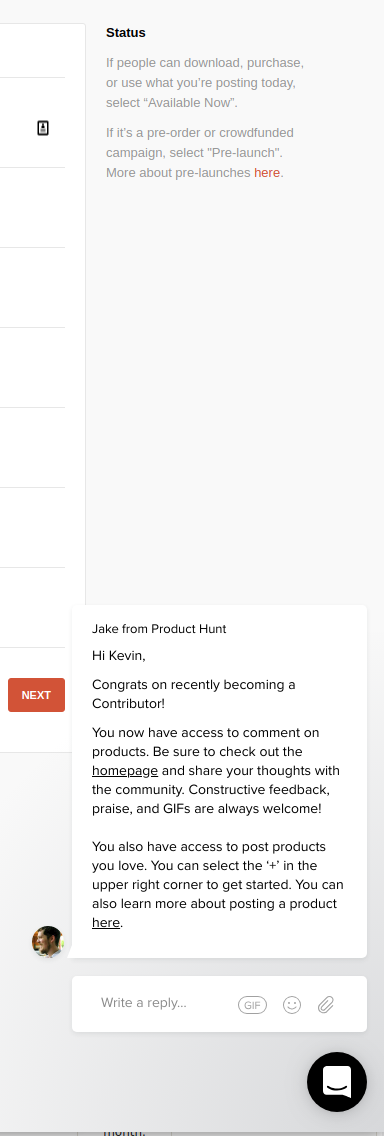 Status
If people can download, purchase,
or use what you're posting today,
select “Available Now”.
If it's a pre-order or crowdfunded
campaign, select "Pre-launch".
More about pre-launches here.
Jake from Product Hunt
Hi Kevin,
Congrats on recently becoming a
Contributor!
NEXT
You now have access to comment on
products. Be sure to check out the
homepage and share your thoughts with
the community. Constructive feedback,
praise, and GIFs are always welcome!
You also have access to post products
you love. You can select the ‘+’ in the
upper right corner to get started. You can
also learn more about posting a product
here.
Write a reply...
GIF
month.